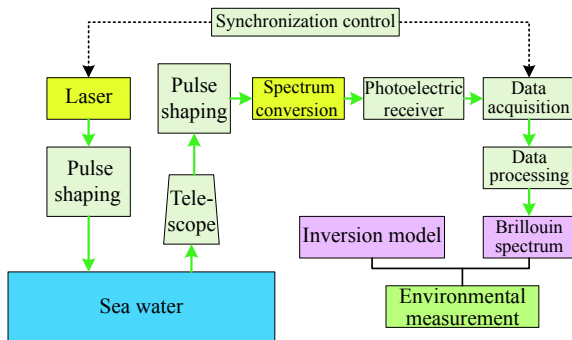 Synchronization control
Laser
Pulse
shaping
Sea water
Tele-
scope
Pulse
shaping
Spectrum
conversion
Photoelectric
receiver
Data
acquisition
Data
processing
Brillouin
spectrum
Inversion model
Environmental
measurement